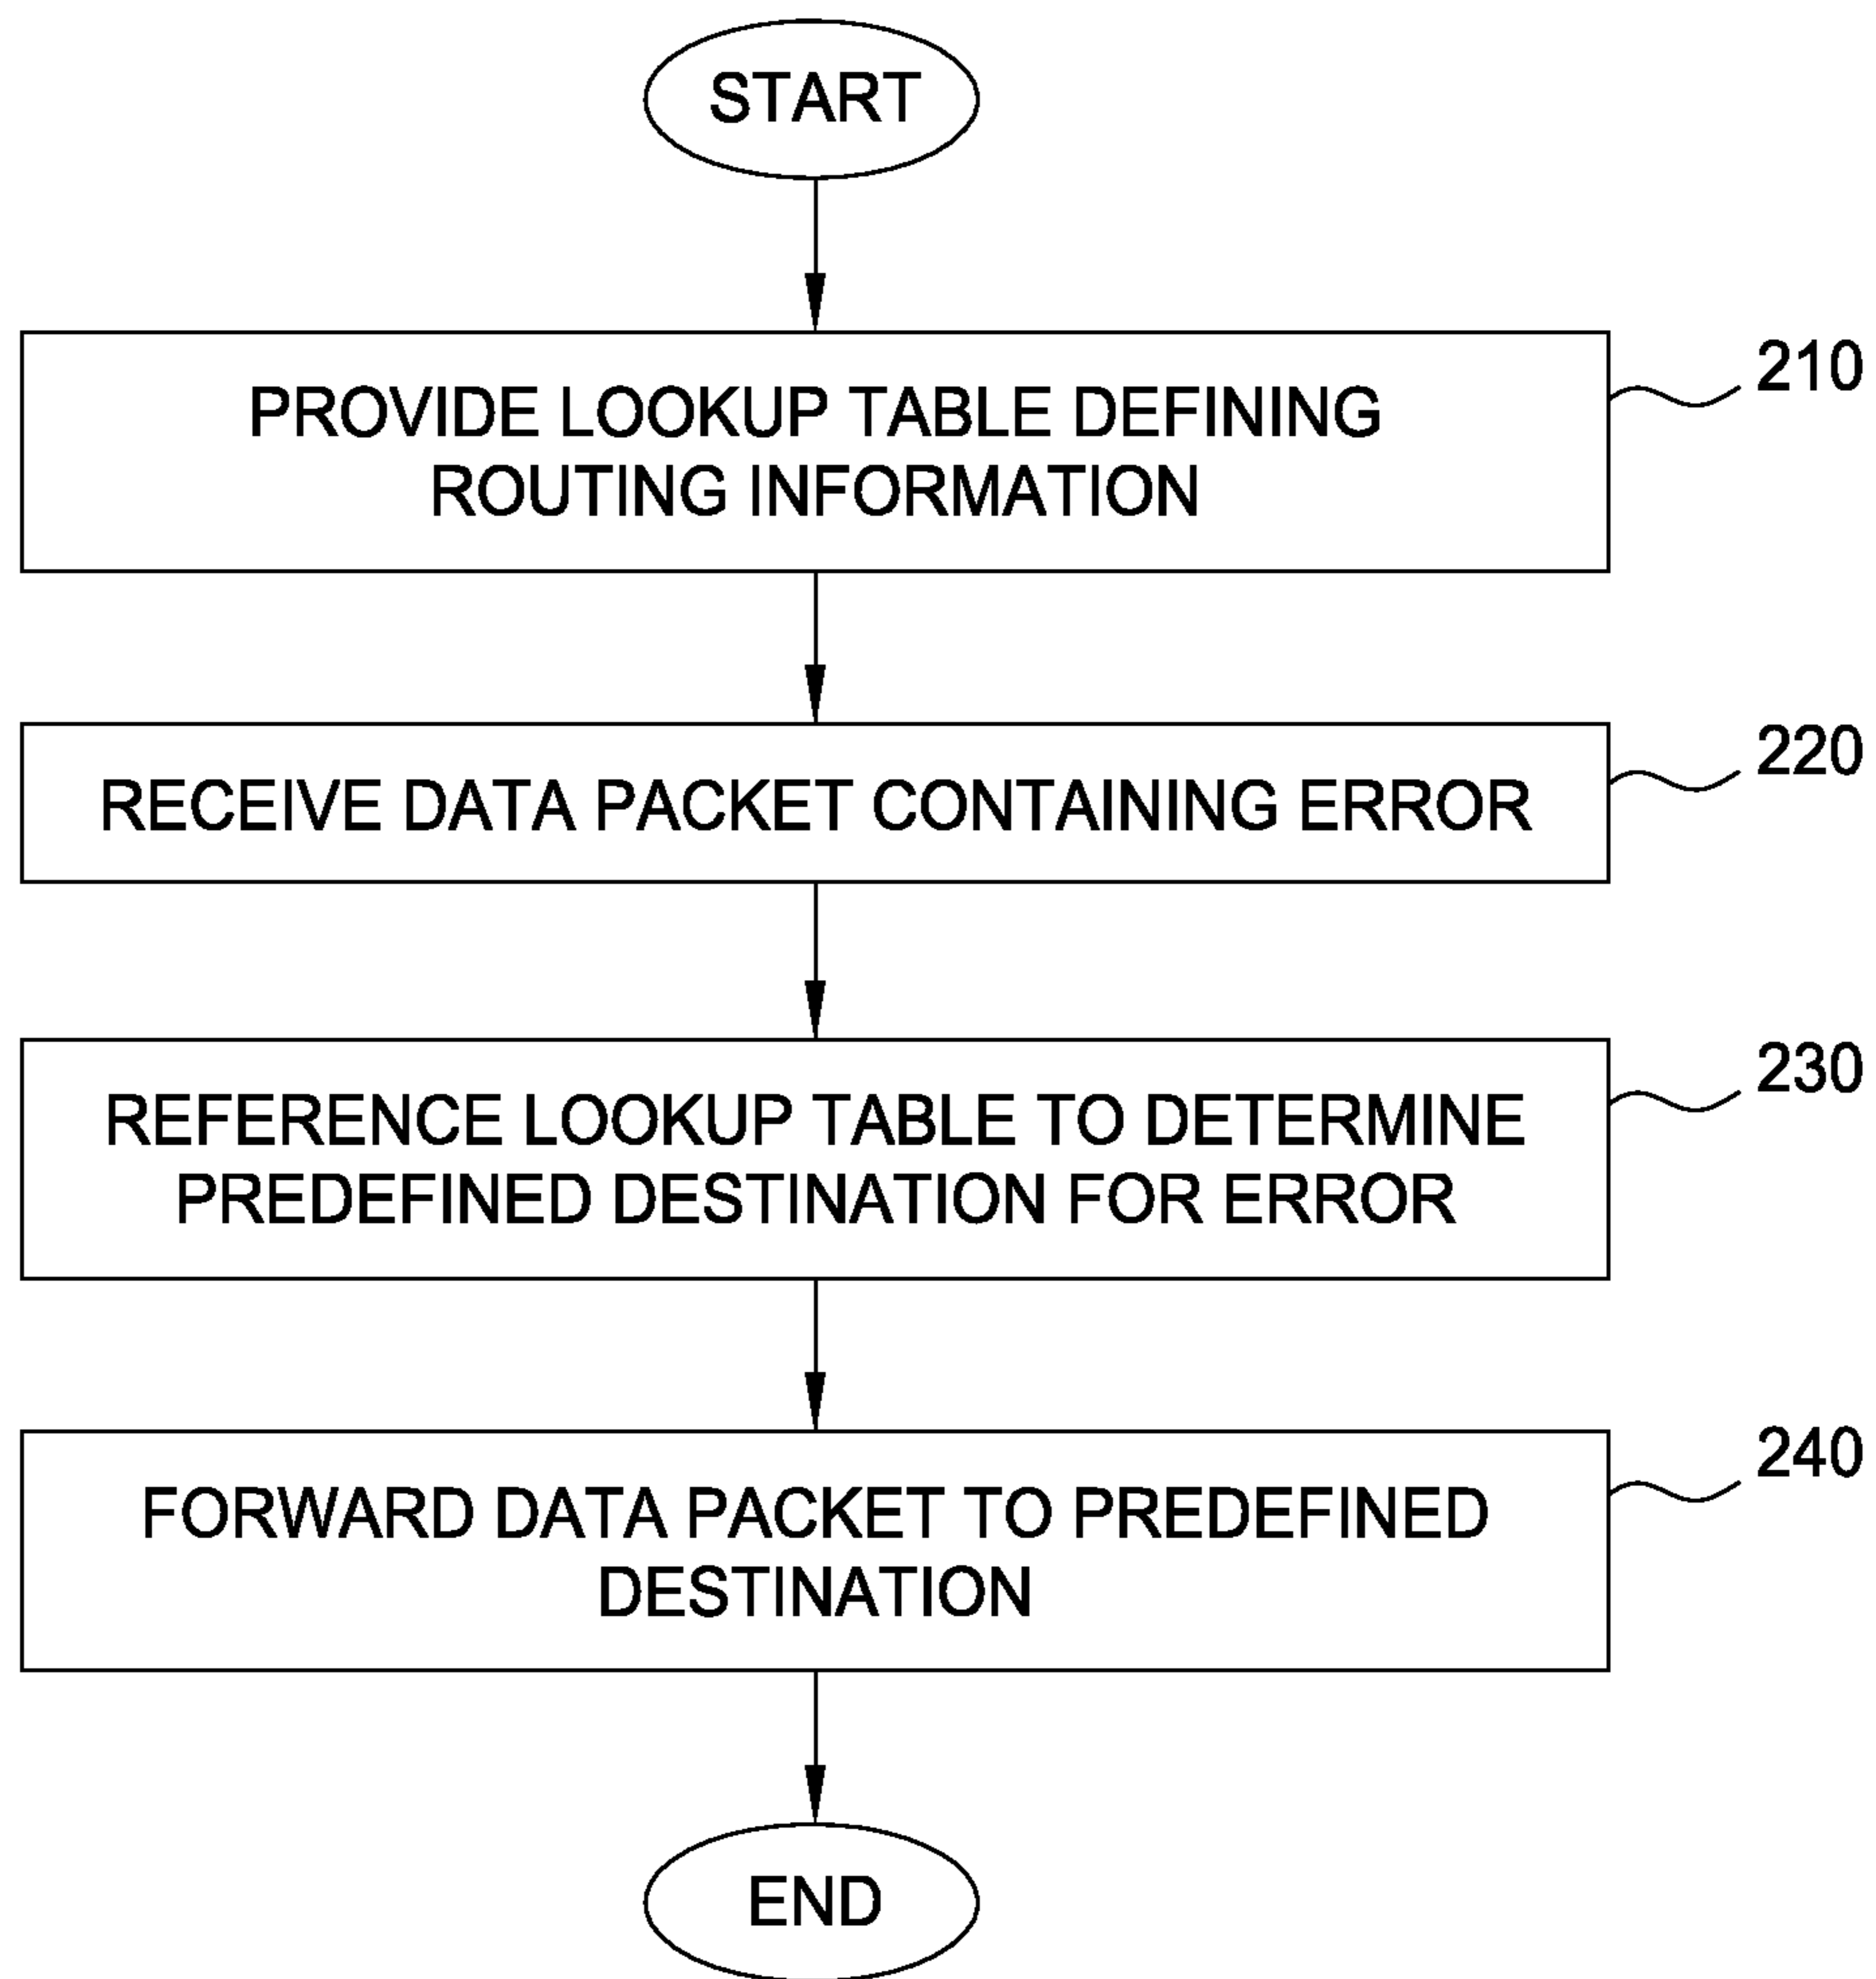 START
PROVIDE LOOKUP TABLE DEFINING
ROUTING INFORMATION
210
RECEIVE DATA PACKET CONTAINING ERROR
220
REFERENCE LOOKUP TABLE TO DETERMINE
PREDEFINED DESTINATION FOR ERROR
230
FORWARD DATA PACKET TO PREDEFINED
DESTINATION
240
END